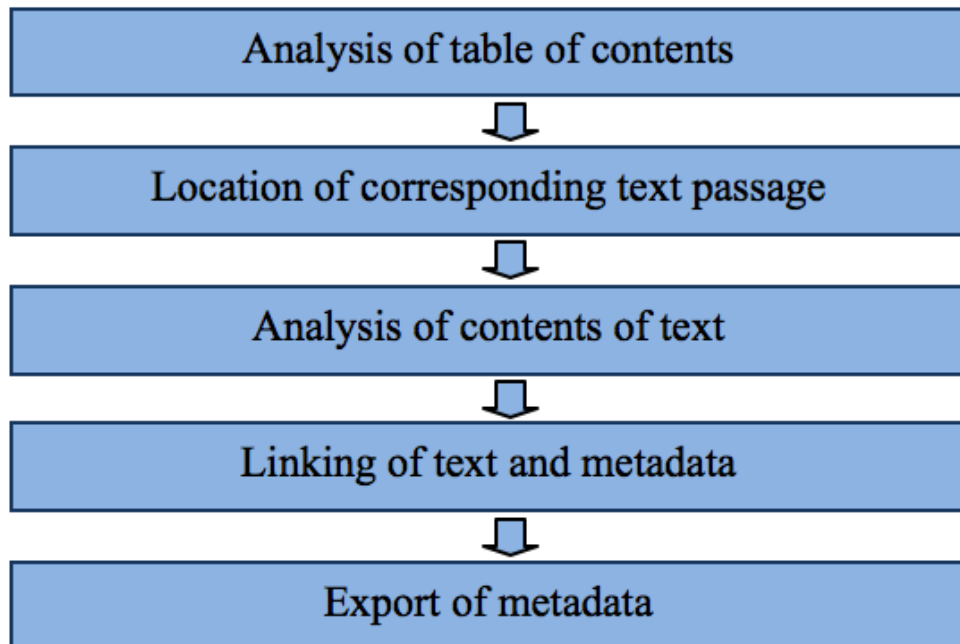 Analysis of table of contents
Location of corresponding text passage
Analysis of contents of text
Linking of text and metadata
Export of metadata